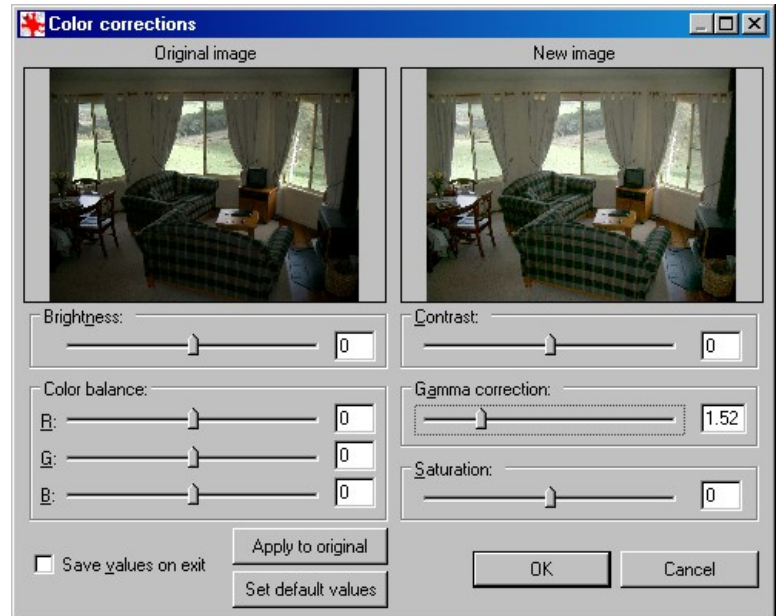 Color corrections
Original image
New image
Brightness:
0
Contrast:
0
Color balance:
R: 0
G: 0
B: 0
Gamma correction:
1.52
Saturation:
0
Save values on exit
Apply to original
Set default values
OK
Cancel